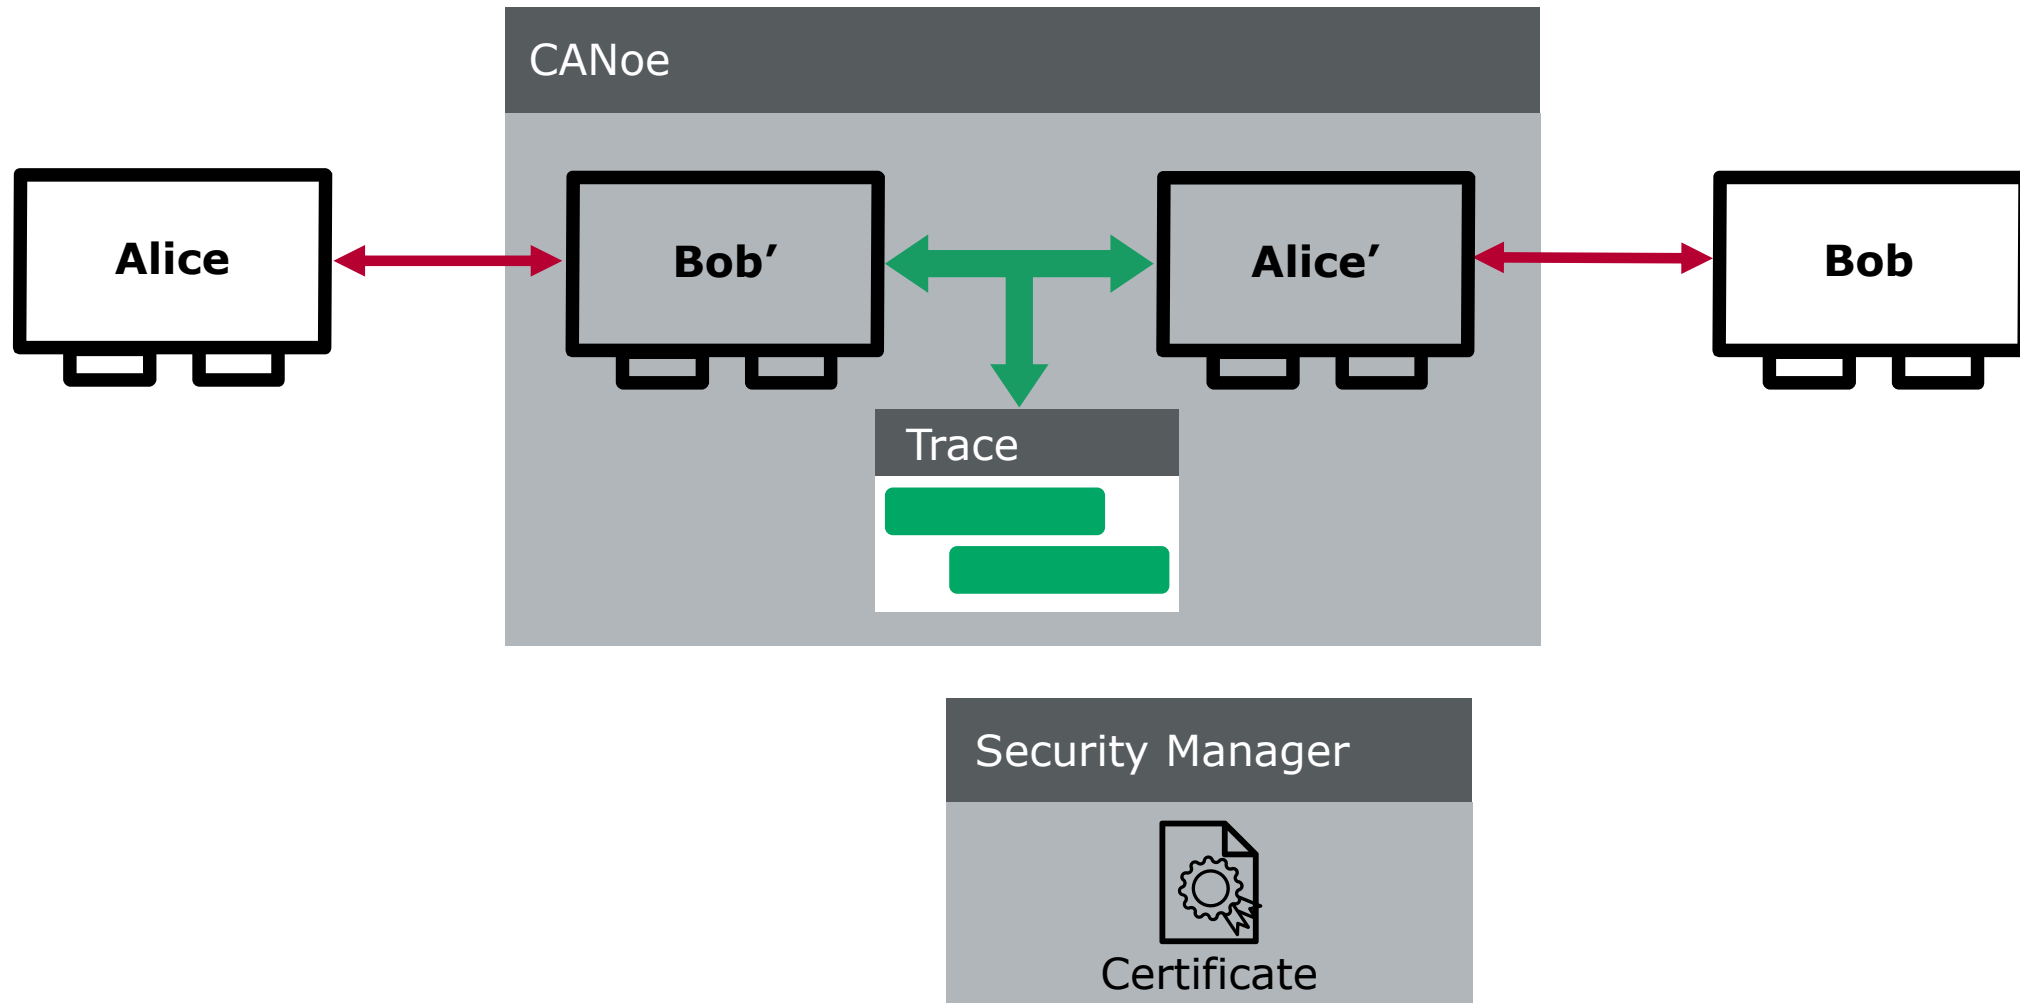 CANoe
Alice
Bob′
Alice′
Bob
Trace
Security Manager
Certificate